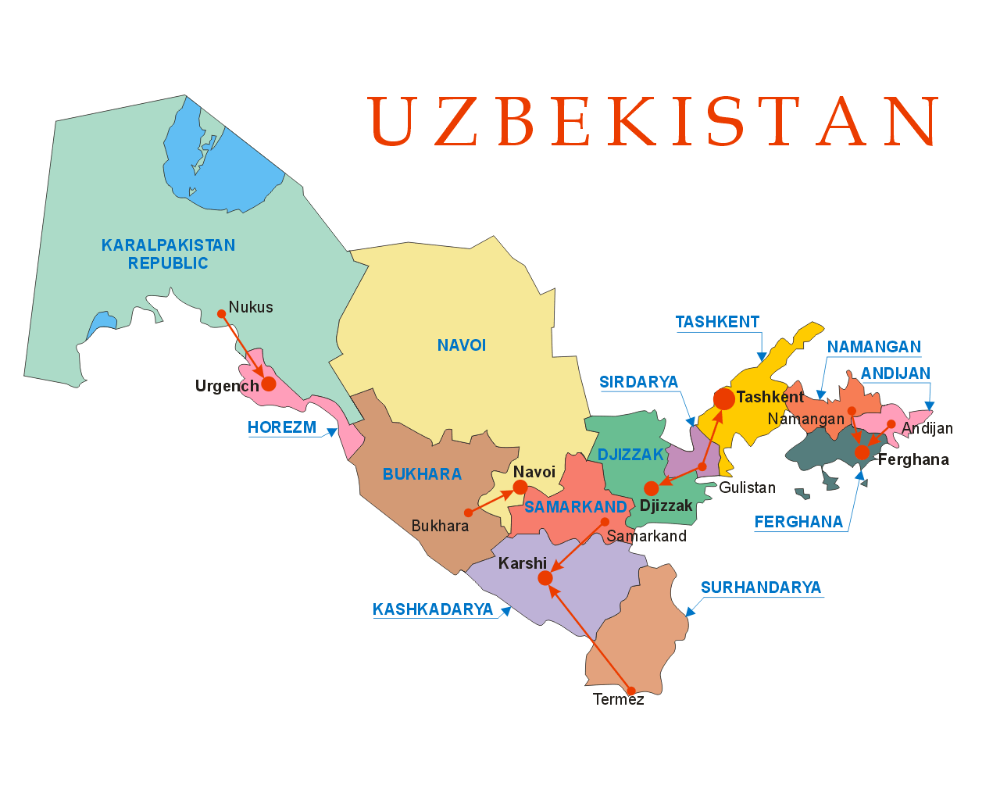 UZBEKISTAN
KARALPAKISTAN
REPUBLIC
Nukus
NAVOI
TASHKENT
NAMANGAN
ANDIJAN
SIRDARYA
Urgench
Tashkent
Namangan
HOREZM
Andijan
DJIZZAK
Ferghana
BUKHARA
Navoi
Gulistan
SAMARKAND
Djizzak
FERGHANA
Bukhara
Samarkand
Karshi
SURHANDARYA
KASHKADARYA
Termez